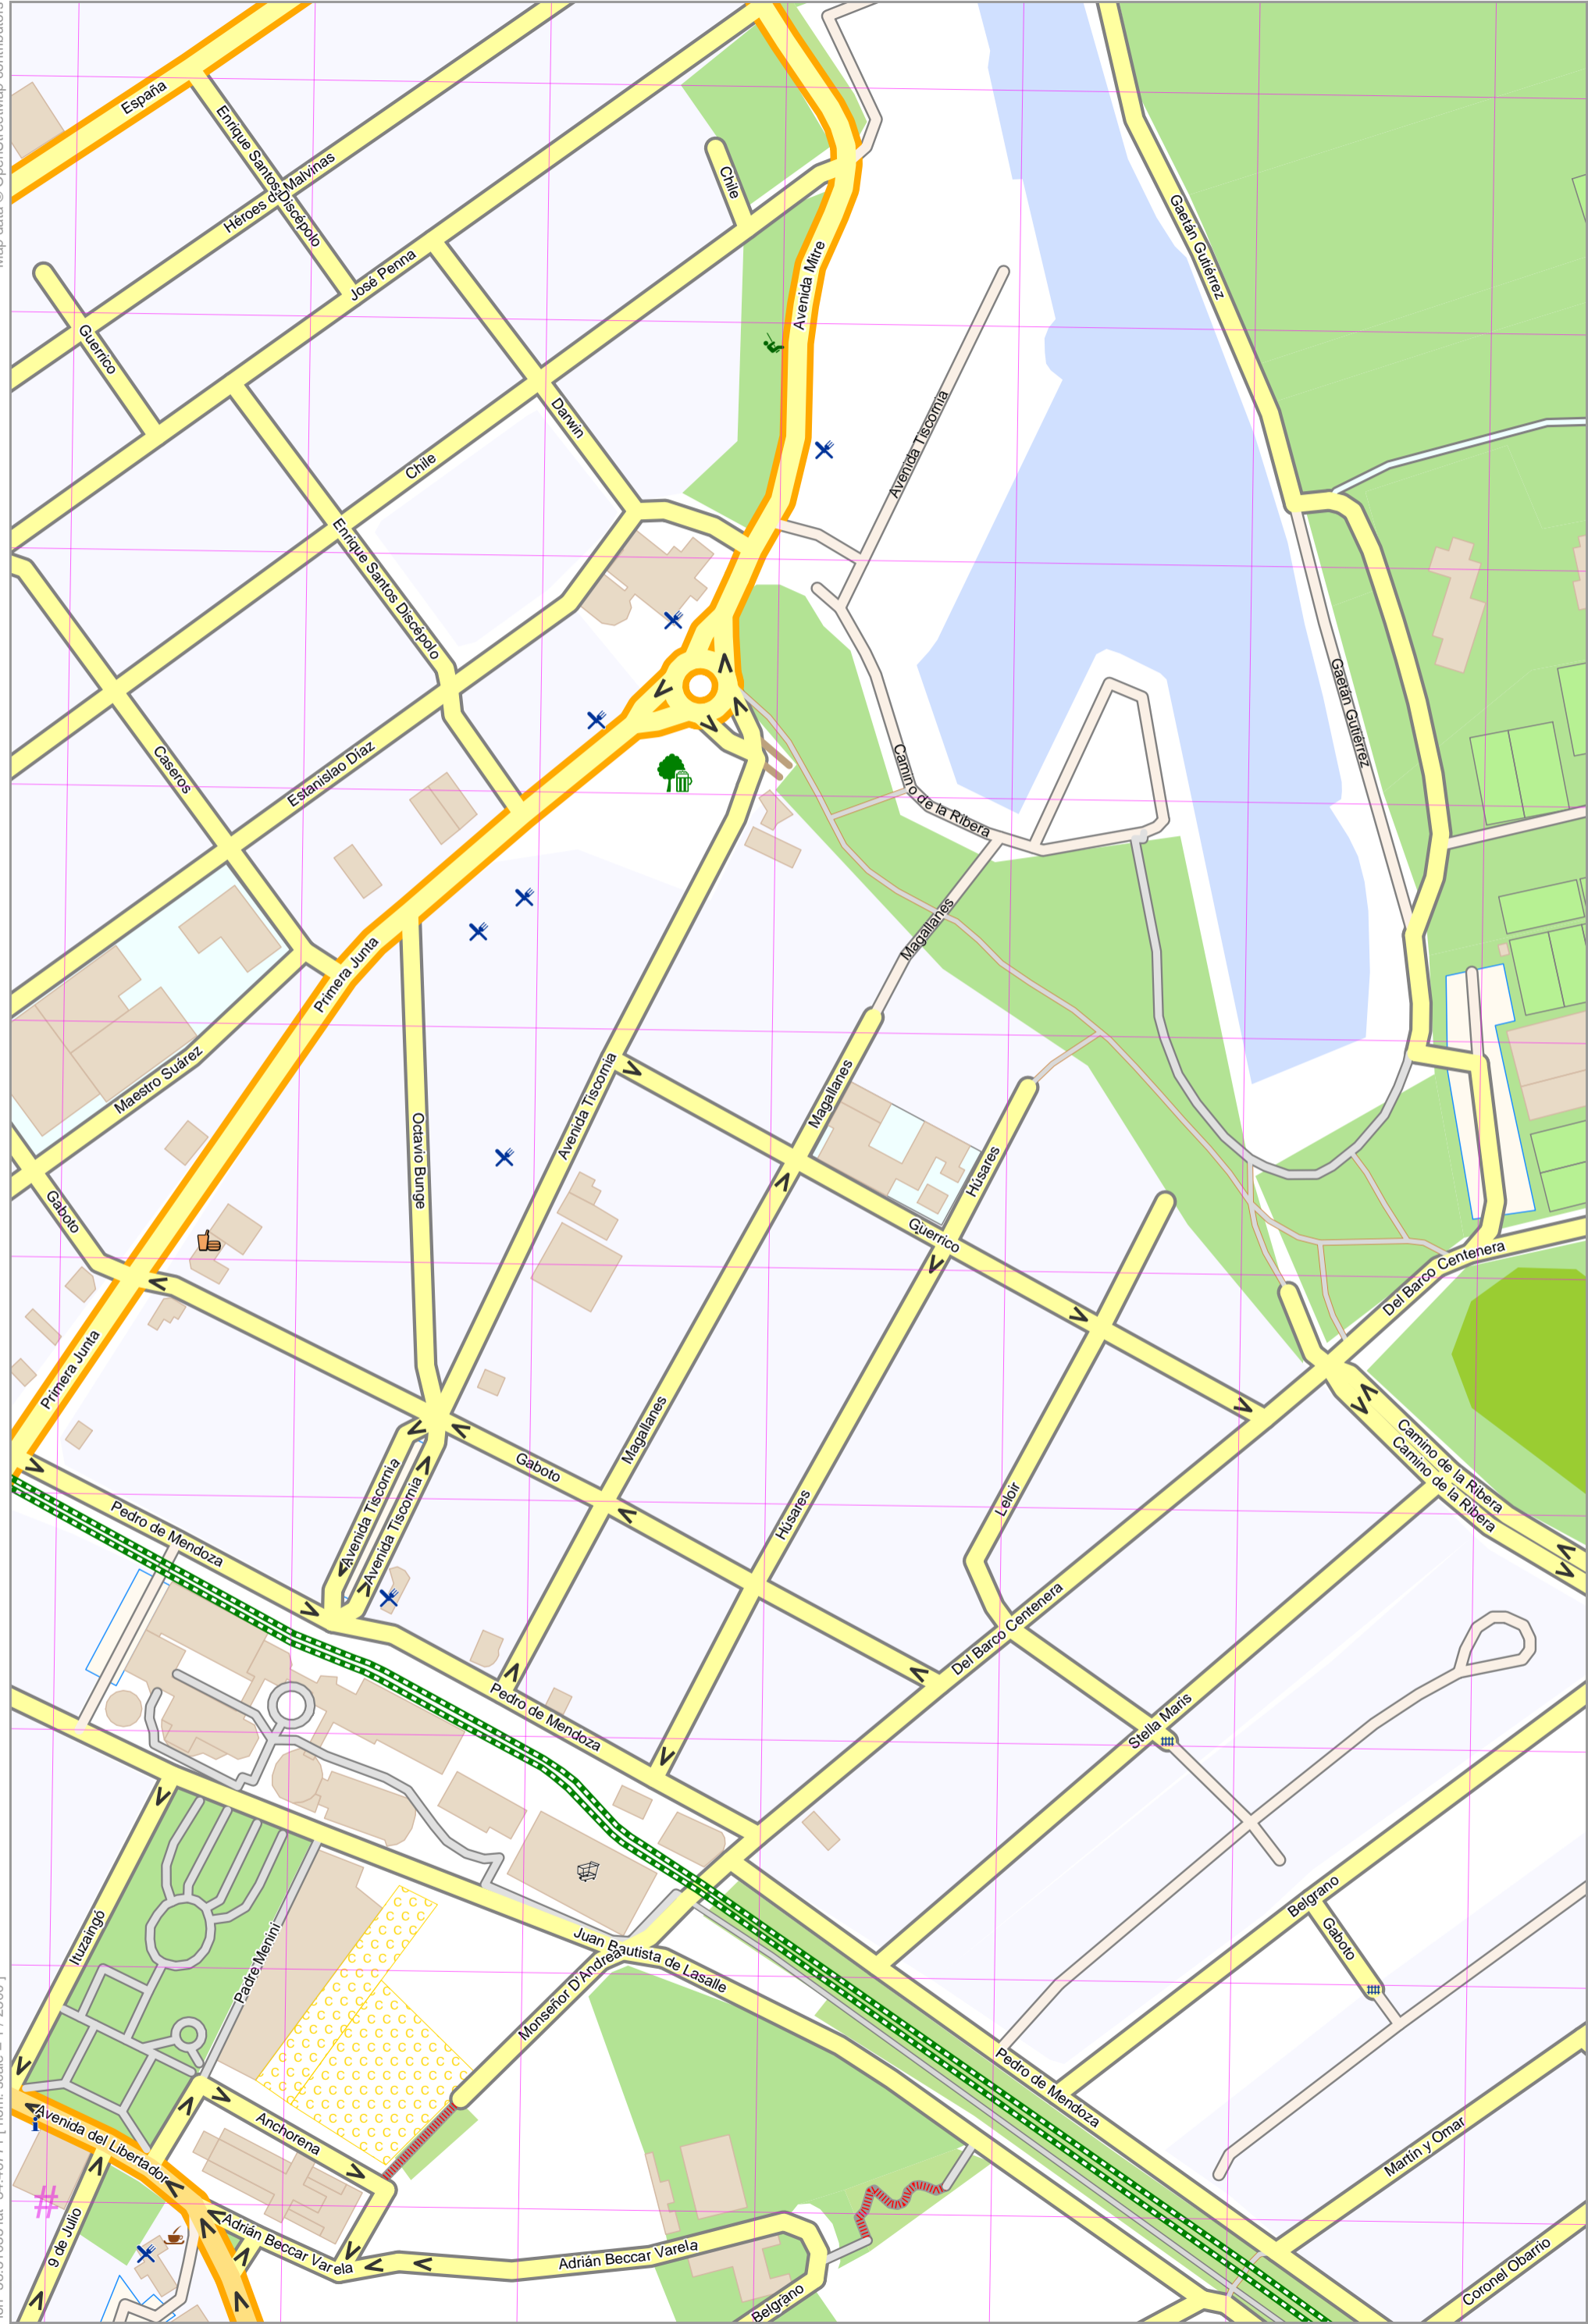 España
Enrique Santos Discépolo
Héroes de Malvinas
Chile
Gaetán Gutiérrez
José Penna
Avenida Mitre
Guerrico
Darwin
Avenida Tiscornia
Chile
Enrique Santos Discépolo
Gaetán Gutiérrez
Caseros
Estanislao Díaz
Camino de la Ribera
Magallanes
Primera Junta
Maestro Suárez
Avenida Tiscornia
Magallanes
Octavio Bunge
Húsares
Gaboto
Guerrico
Del Barco Centenera
Primera Junta
Magallanes
Camino de la Ribera
Camino de la Ribera
Gaboto
Avenida Tiscornia
Avenida Tiscornia
Leloir
Húsares
Pedro de Mendoza
Del Barco Centenera
Pedro de Mendoza
Stella Maris
Belgrano
Gaboto
Ituzaingó
Padre Menini
Juan Bautista de Lasalle
Monseñor D'Andrea
Pedro de Mendoza
Anchorena
Avenida del Libertador
Martín y Omar
9 de Julio
Adrián Beccar Varela
Adrián Beccar Varela
Belgrano
Coronel Obarrio